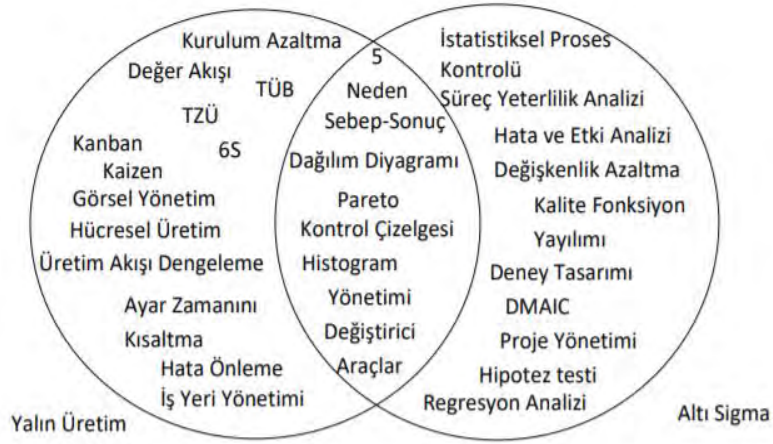 Kurulum Azaltma
Değer Akışı
TÜB
TZÜ
Kanban
6S
Kaizen
Görsel Yönetim
Hücresel Üretim
Üretim Akışı Dengeleme
Ayar Zamanını
Kısaltma
Hata Önleme
İş Yeri Yönetimi
Yalın Üretim
5
Neden
Sebep-Sonuç
Dağılım Diyagramı
Pareto
Kontrol Çizelgesi
Histogram
Yönetimi
Değiştirici
Araçlar
İstatistiksel Proses
Kontrolü
Süreç Yeterlilik Analizi
Hata ve Etki Analizi
Değişkenlik Azaltma
Kalite Fonksiyon
Yayılımı
Deney Tasarımı
DMAIC
Proje Yönetimi
Hipotez testi
Regresyon Analizi
Altı Sigma